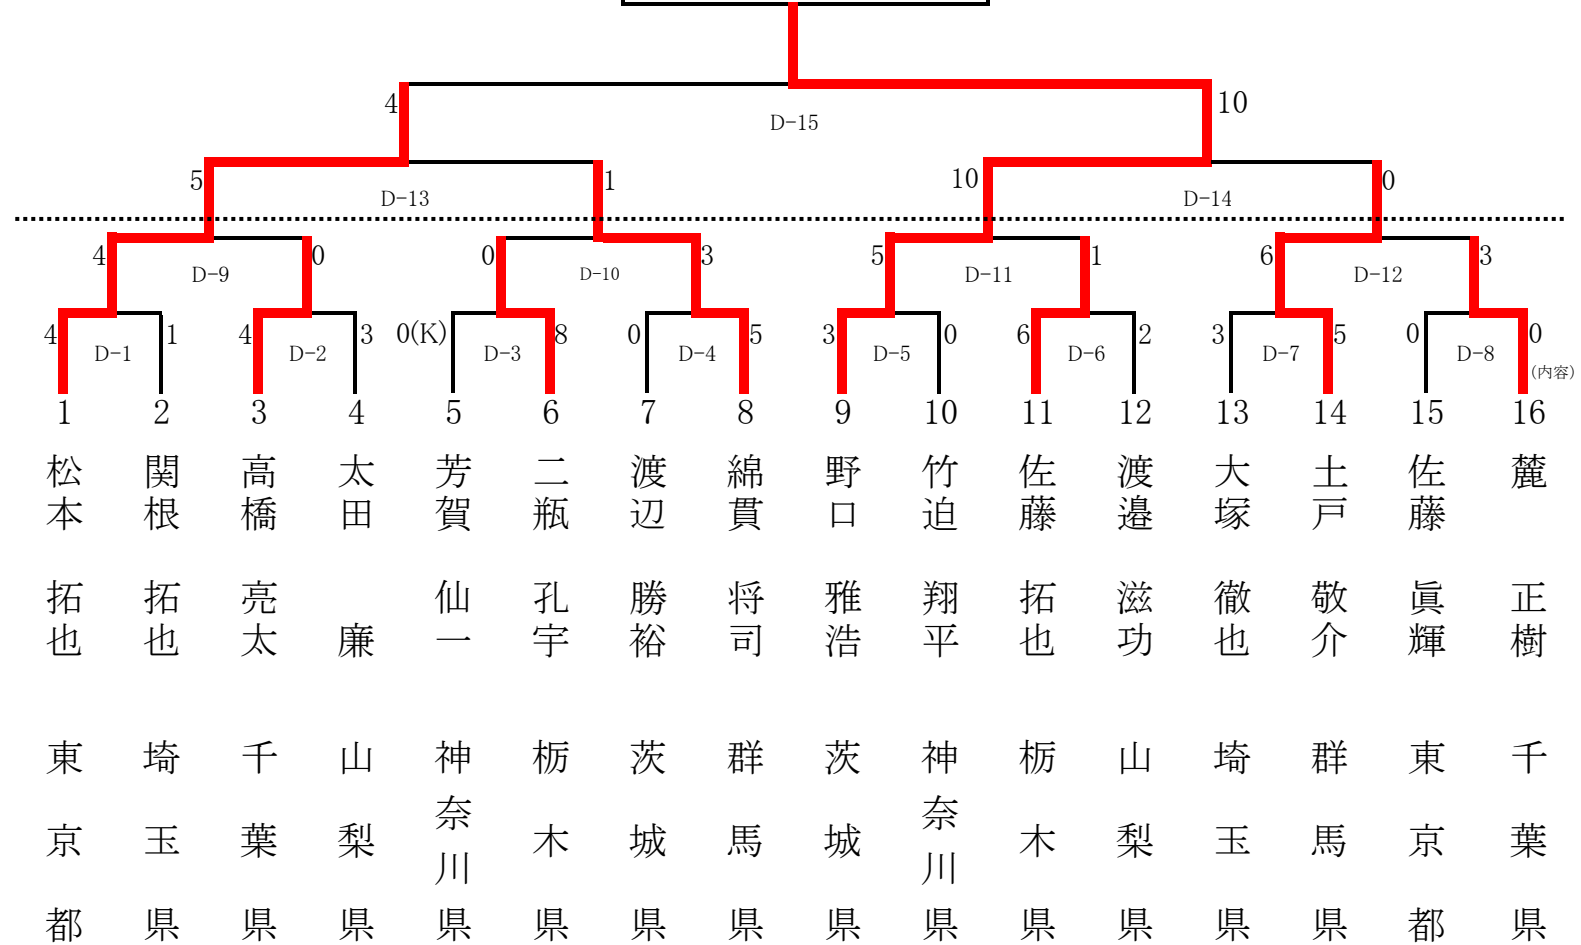 4 10
D-15
5 1 10 0
D-13 D-14
4 0 0 3 5 1 6 3
D-9 D-10 D-11 D-12
4 1 4 3 0(K) 8 0 5 3 0 6 2 3 5 0 0
D-1 D-2 D-3 D-4 D-5 D-6 D-7 D-8
(内容)
1 2 3 4 5 6 7 8 9 10 11 12 13 14 15 16
松本 拓也 東京都
関根 拓也 埼玉県
高橋 亮太 千葉県
太田 廉 山梨県
芳賀 仙一 神奈川県
二瓶 孔宇 栃木県
渡辺 勝裕 茨城県
綿貫 将司 群馬県
野口 雅浩 茨城県
竹迫 翔平 神奈川県
佐藤 拓也 栃木県
渡邉 滋功 山梨県
大塚 徹也 埼玉県
土戸 敬介 群馬県
佐藤 眞輝 東京都
麓 正樹 千葉県